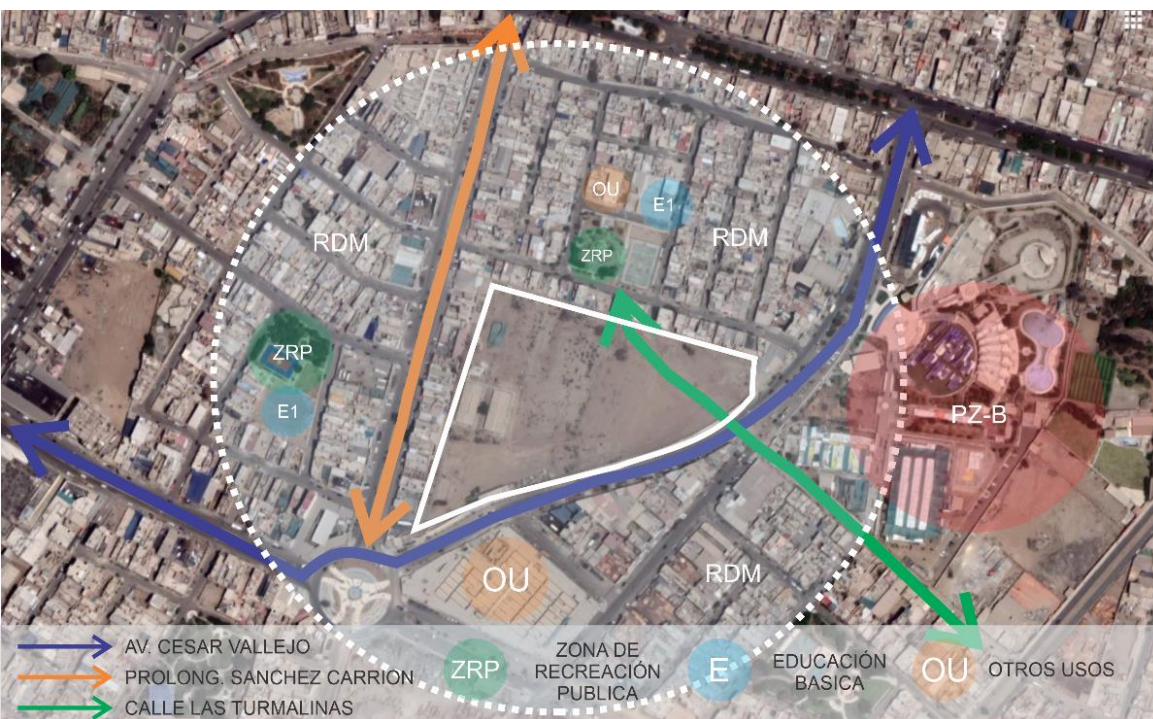 OU
E1
RDM
RDM
ZRP
ZRP
E1
PZ-B
OU
RDM
AV. CESAR VALLEJO
PROLONG. SANCHEZ CARRION
CALLE LAS TURMALINAS
ZRP
ZONA DE
RECREACIÓN
PUBLICA
E
EDUCACIÓN
BASICA
OU
OTROS USOS